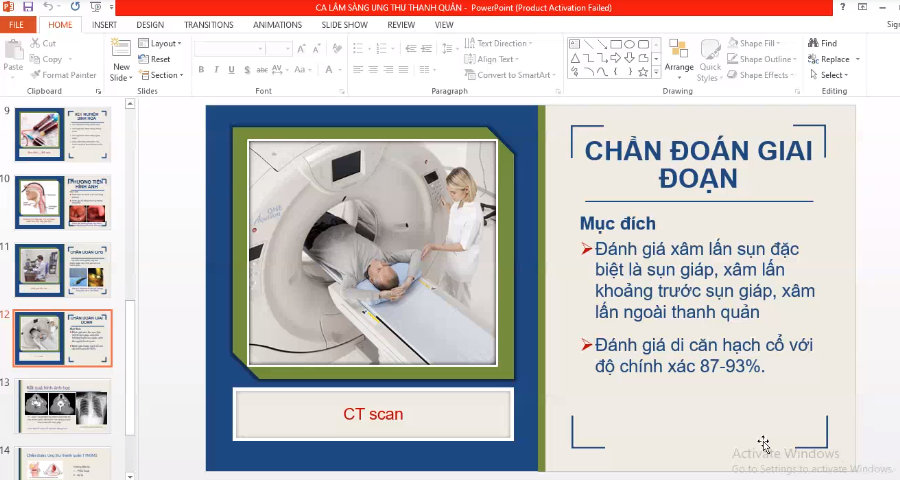 CA LÂM SÀNG UNG THƯ THANH QUẢN - PowerPoint (Product Activation Failed)
FILE HOME INSERT DESIGN TRANSITIONS ANIMATIONS SLIDE SHOW REVIEW VIEW
Paste
Cut
Copy
Format Painter
Clipboard
New Slide
Layout
Reset
Section
Slides
Font
Text Direction
Align Text
Convert to SmartArt
Paragraph
Arrange
Quick Styles
Shape Fill
Shape Outline
Shape Effects
Drawing
Find
Replace
Select
Editing
9
10
11
12
13
14
CT scan
CHẨN ĐOÁN GIAI
ĐOẠN
Mục đích
Đánh giá xâm lấn sụn đặc
biệt là sụn giáp, xâm lấn
khoảng trước sụn giáp, xâm
lấn ngoài thanh quản
Đánh giá di căn hạch cổ với
độ chính xác 87-93%.
Activate Windows
Go to Settings to activate Windows.